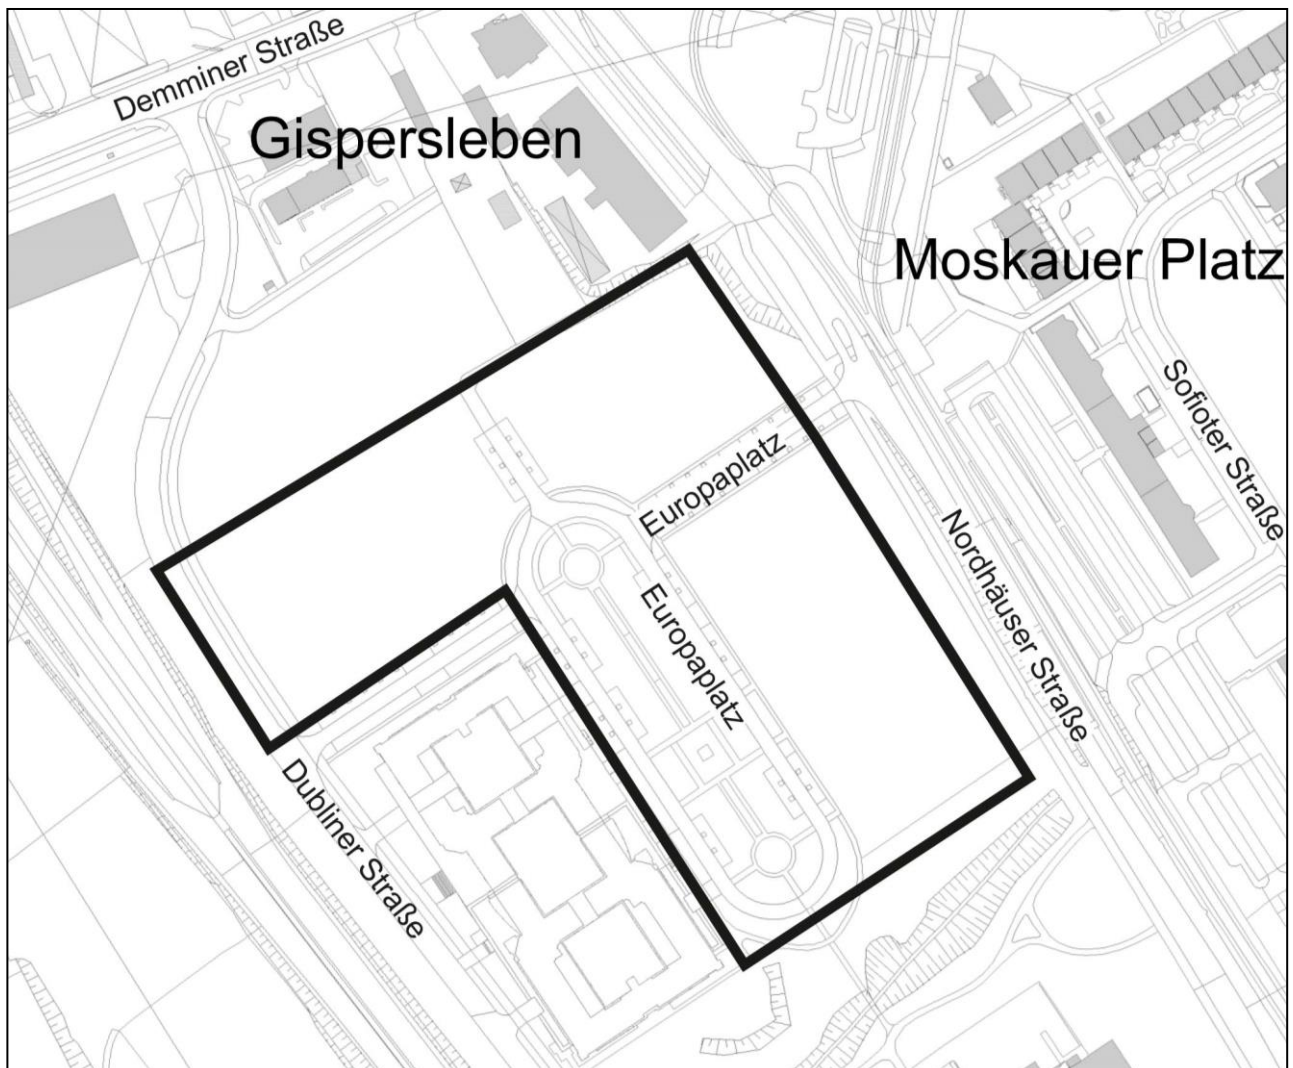 Demminer Straße
Gispersleben
Moskauer Platz
Sofioter Straße
Europaplatz
Nordhäuser Straße
Europaplatz
Dubliner Straße